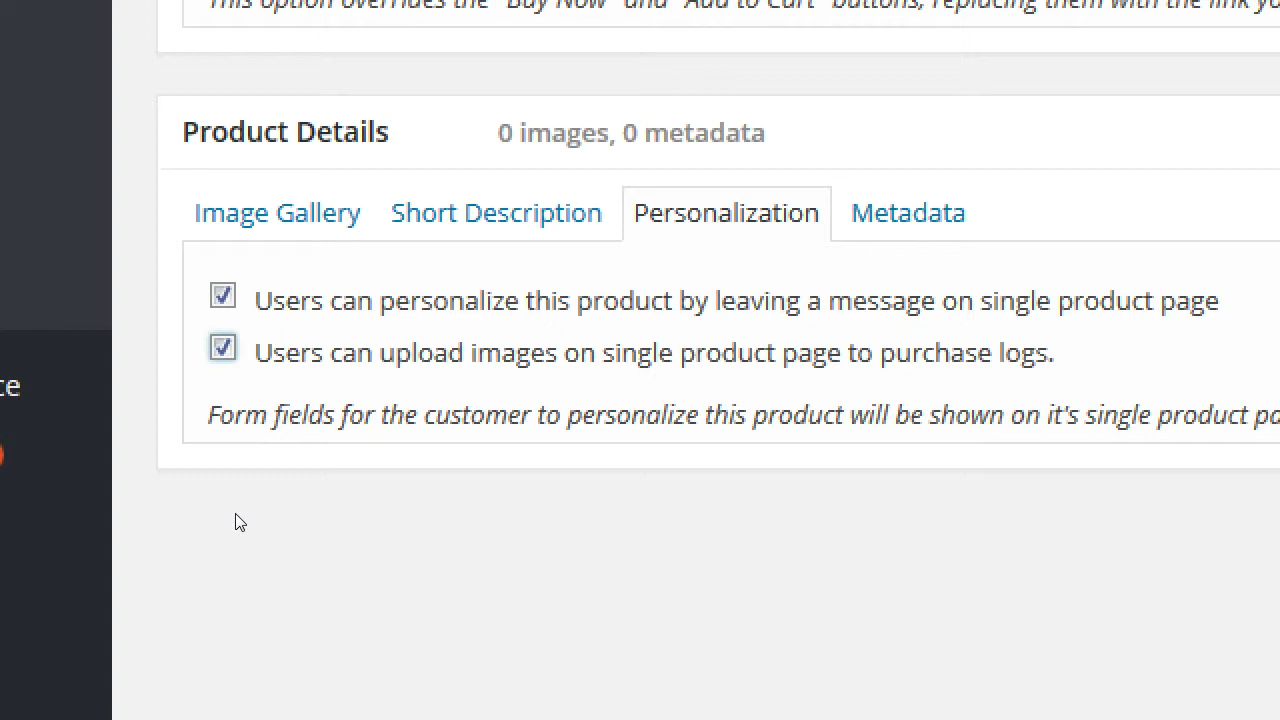 This option overrides the "Buy Now" and "Add to Cart" buttons, replacing them with the link
Product Details
0 images, 0 metadata
Image Gallery
Short Description
Personalization
Metadata
Users can personalize this product by leaving a message on single product page
Users can upload images on single product page to purchase logs.
ce
Form fields for the customer to personalize this product will be shown on it's single product